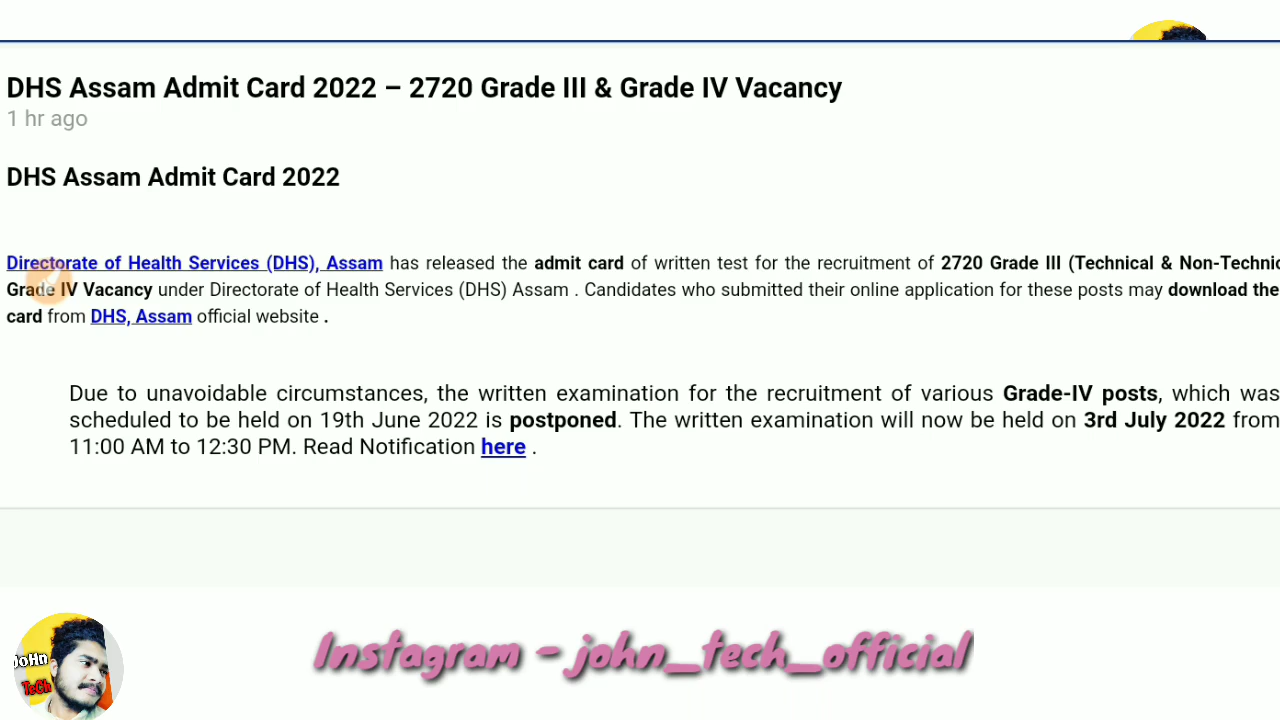 DHS Assam Admit Card 2022 – 2720 Grade III & Grade IV Vacancy
1 hr ago
DHS Assam Admit Card 2022
Directorate of Health Services (DHS), Assam has released the admit card of written test for the recruitment of 2720 Grade III (Technical & Non-Technic
Grade IV Vacancy under Directorate of Health Services (DHS) Assam . Candidates who submitted their online application for these posts may download the
card from DHS, Assam official website .
Due to unavoidable circumstances, the written examination for the recruitment of various Grade-IV posts, which was
scheduled to be held on 19th June 2022 is postponed. The written examination will now be held on 3rd July 2022 from
11:00 AM to 12:30 PM. Read Notification here .
JoHn
TeCh
Instagram - john_tech_official